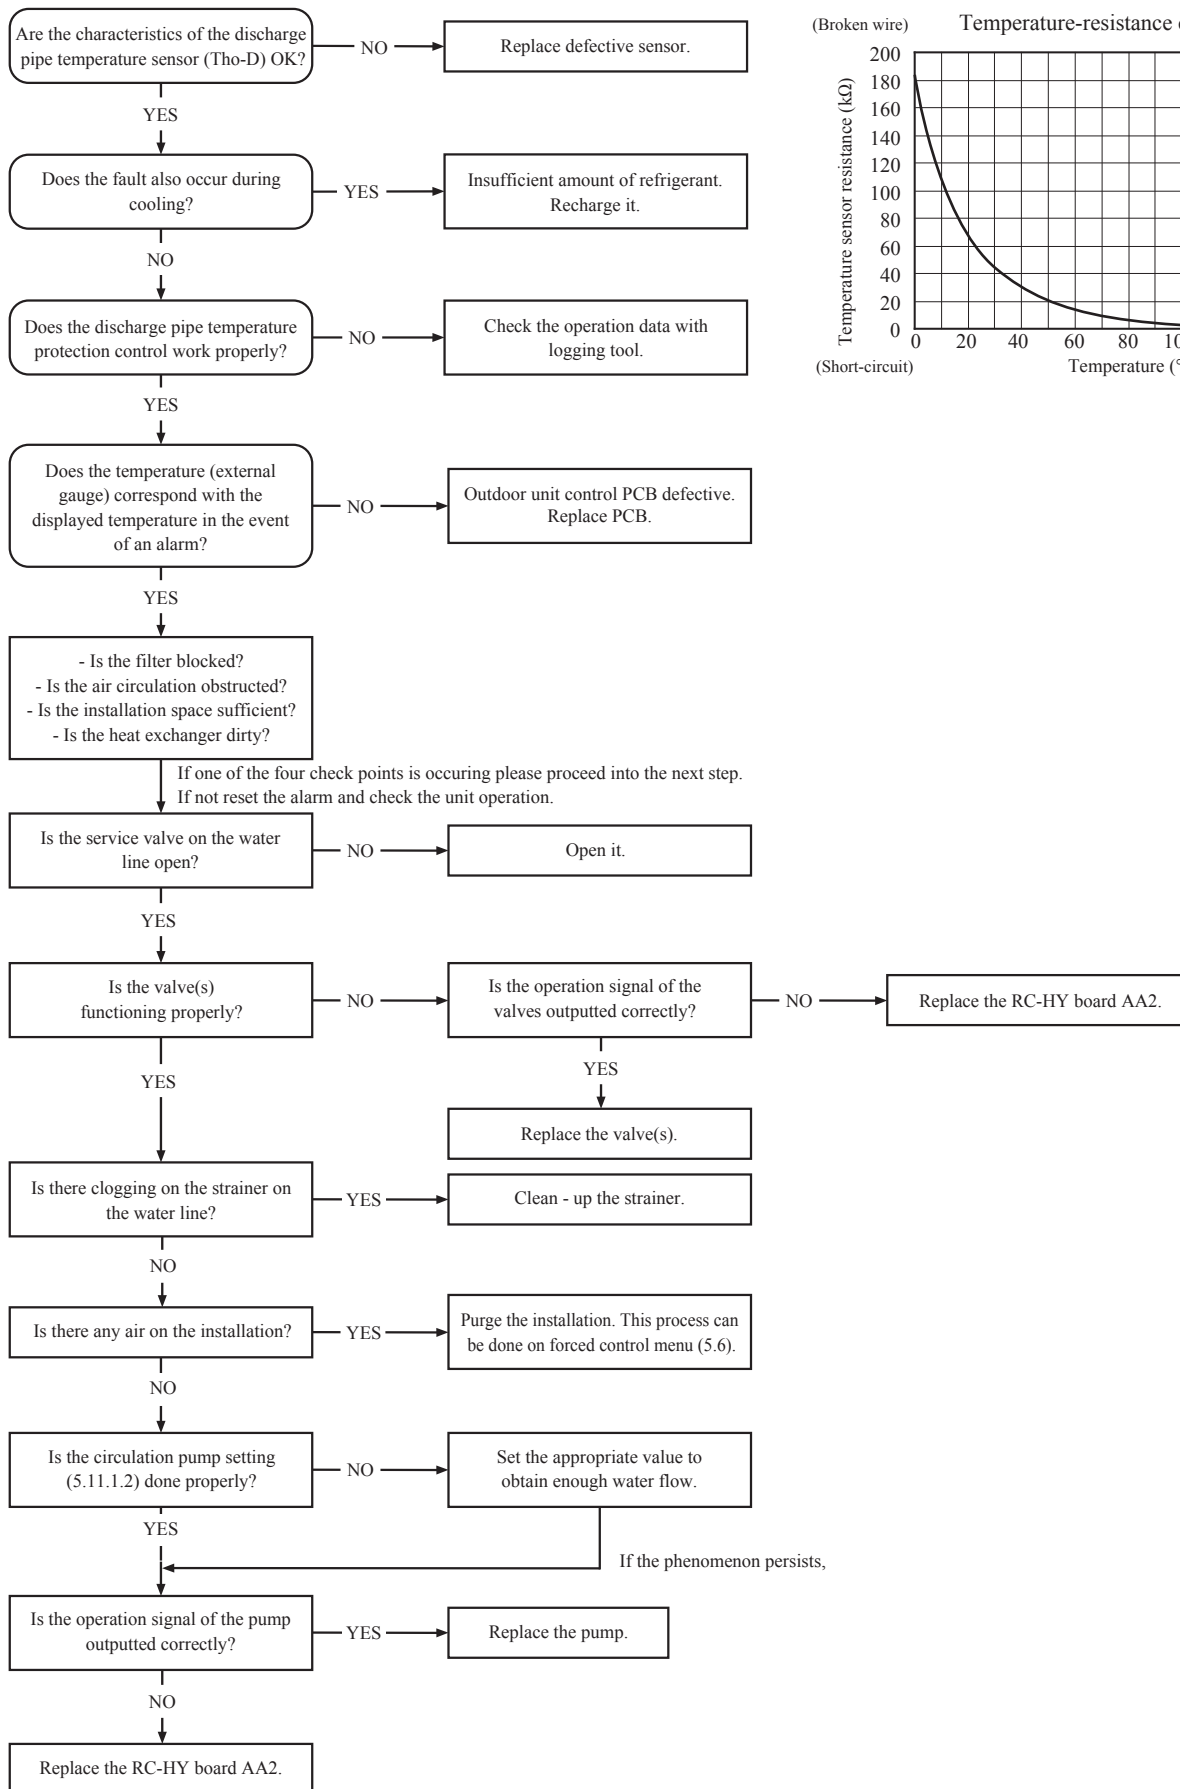 Are the characteristics of the discharge
pipe temperature sensor (Tho-D) OK?
NO
Replace defective sensor.
YES
Does the fault also occur during
cooling?
YES
Insufficient amount of refrigerant.
Recharge it.
NO
Does the discharge pipe temperature
protection control work properly?
NO
Check the operation data with
logging tool.
YES
Does the temperature (external
gauge) correspond with the
displayed temperature in the event
of an alarm?
NO
Outdoor unit control PCB defective.
Replace PCB.
YES
- Is the filter blocked?
- Is the air circulation obstructed?
- Is the installation space sufficient?
- Is the heat exchanger dirty?
If one of the four check points is occuring please proceed into the next step.
If not reset the alarm and check the unit operation.
Is the service valve on the water
line open?
NO
Open it.
YES
Is the valve(s)
functioning properly?
NO
Is the operation signal of the
valves outputted correctly?
NO
Replace the RC-HY board AA2.
YES
Replace the valve(s).
YES
Is there clogging on the strainer on
the water line?
YES
Clean - up the strainer.
NO
Is there any air on the installation?
YES
Purge the installation. This process can
be done on forced control menu (5.6).
NO
Is the circulation pump setting
(5.11.1.2) done properly?
NO
Set the appropriate value to
obtain enough water flow.
YES
If the phenomenon persists,
Is the operation signal of the pump
outputted correctly?
YES
Replace the pump.
NO
Replace the RC-HY board AA2.
(Broken wire)
Temperature-resistance
Temperature sensor resistance (kΩ)
200
180
160
140
120
100
80
60
40
20
0
0 20 40 60 80
(Short-circuit)
Temperature (°